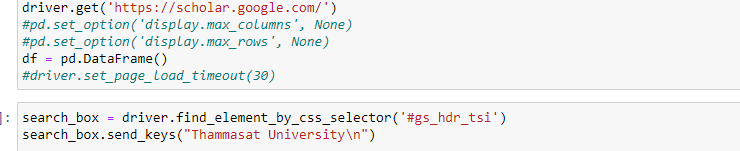 driver.get('https://scholar.google.com/')
#pd.set_option('display.max_columns', None)
#pd.set_option('display.max_rows', None)
df = pd.DataFrame()
#driver.set_page_load_timeout(30)
]: search_box = driver.find_element_by_css_selector('#gs_hdr_tsi')
search_box.send_keys("Thammasat University\n")